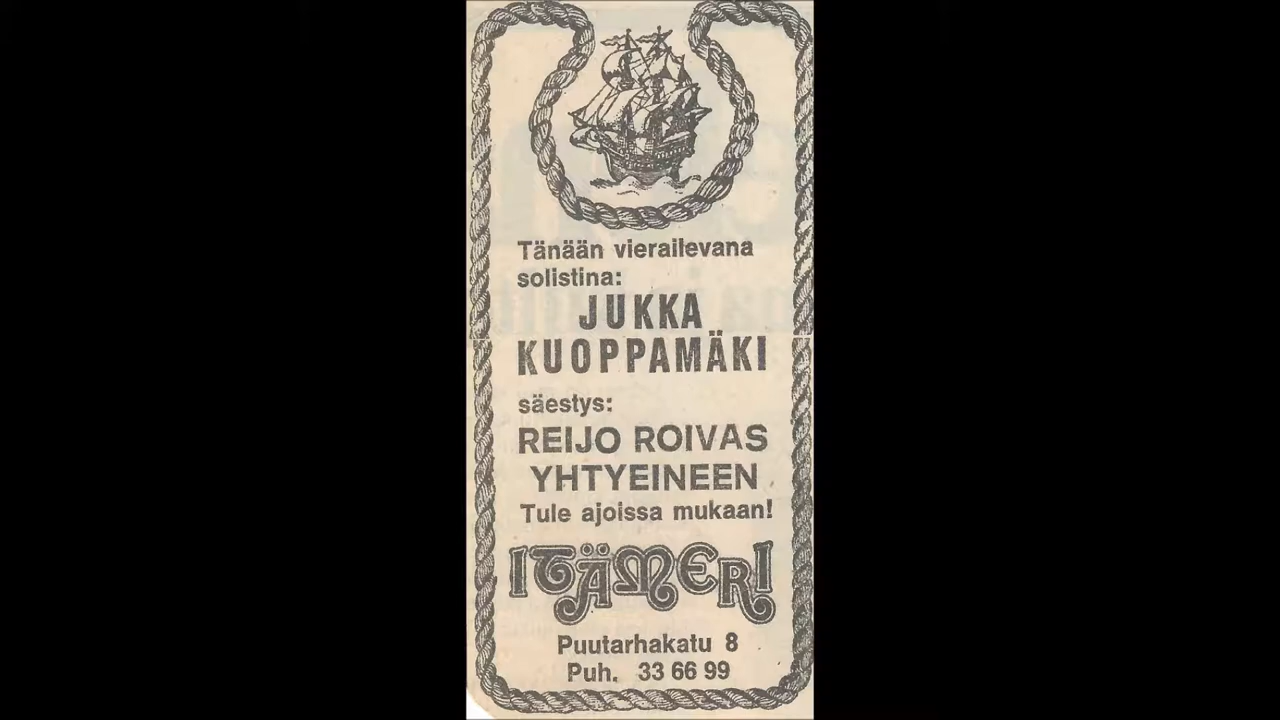 Tänään vierailevana
solistina:
JUKKA
KUOPPAMÄKI
säestys:
REIJO ROIVAS
YHTYEINEEN
Tule ajoissa mukaan!
ITÄMERI
Puutarhakatu 8
Puh. 33 66 99